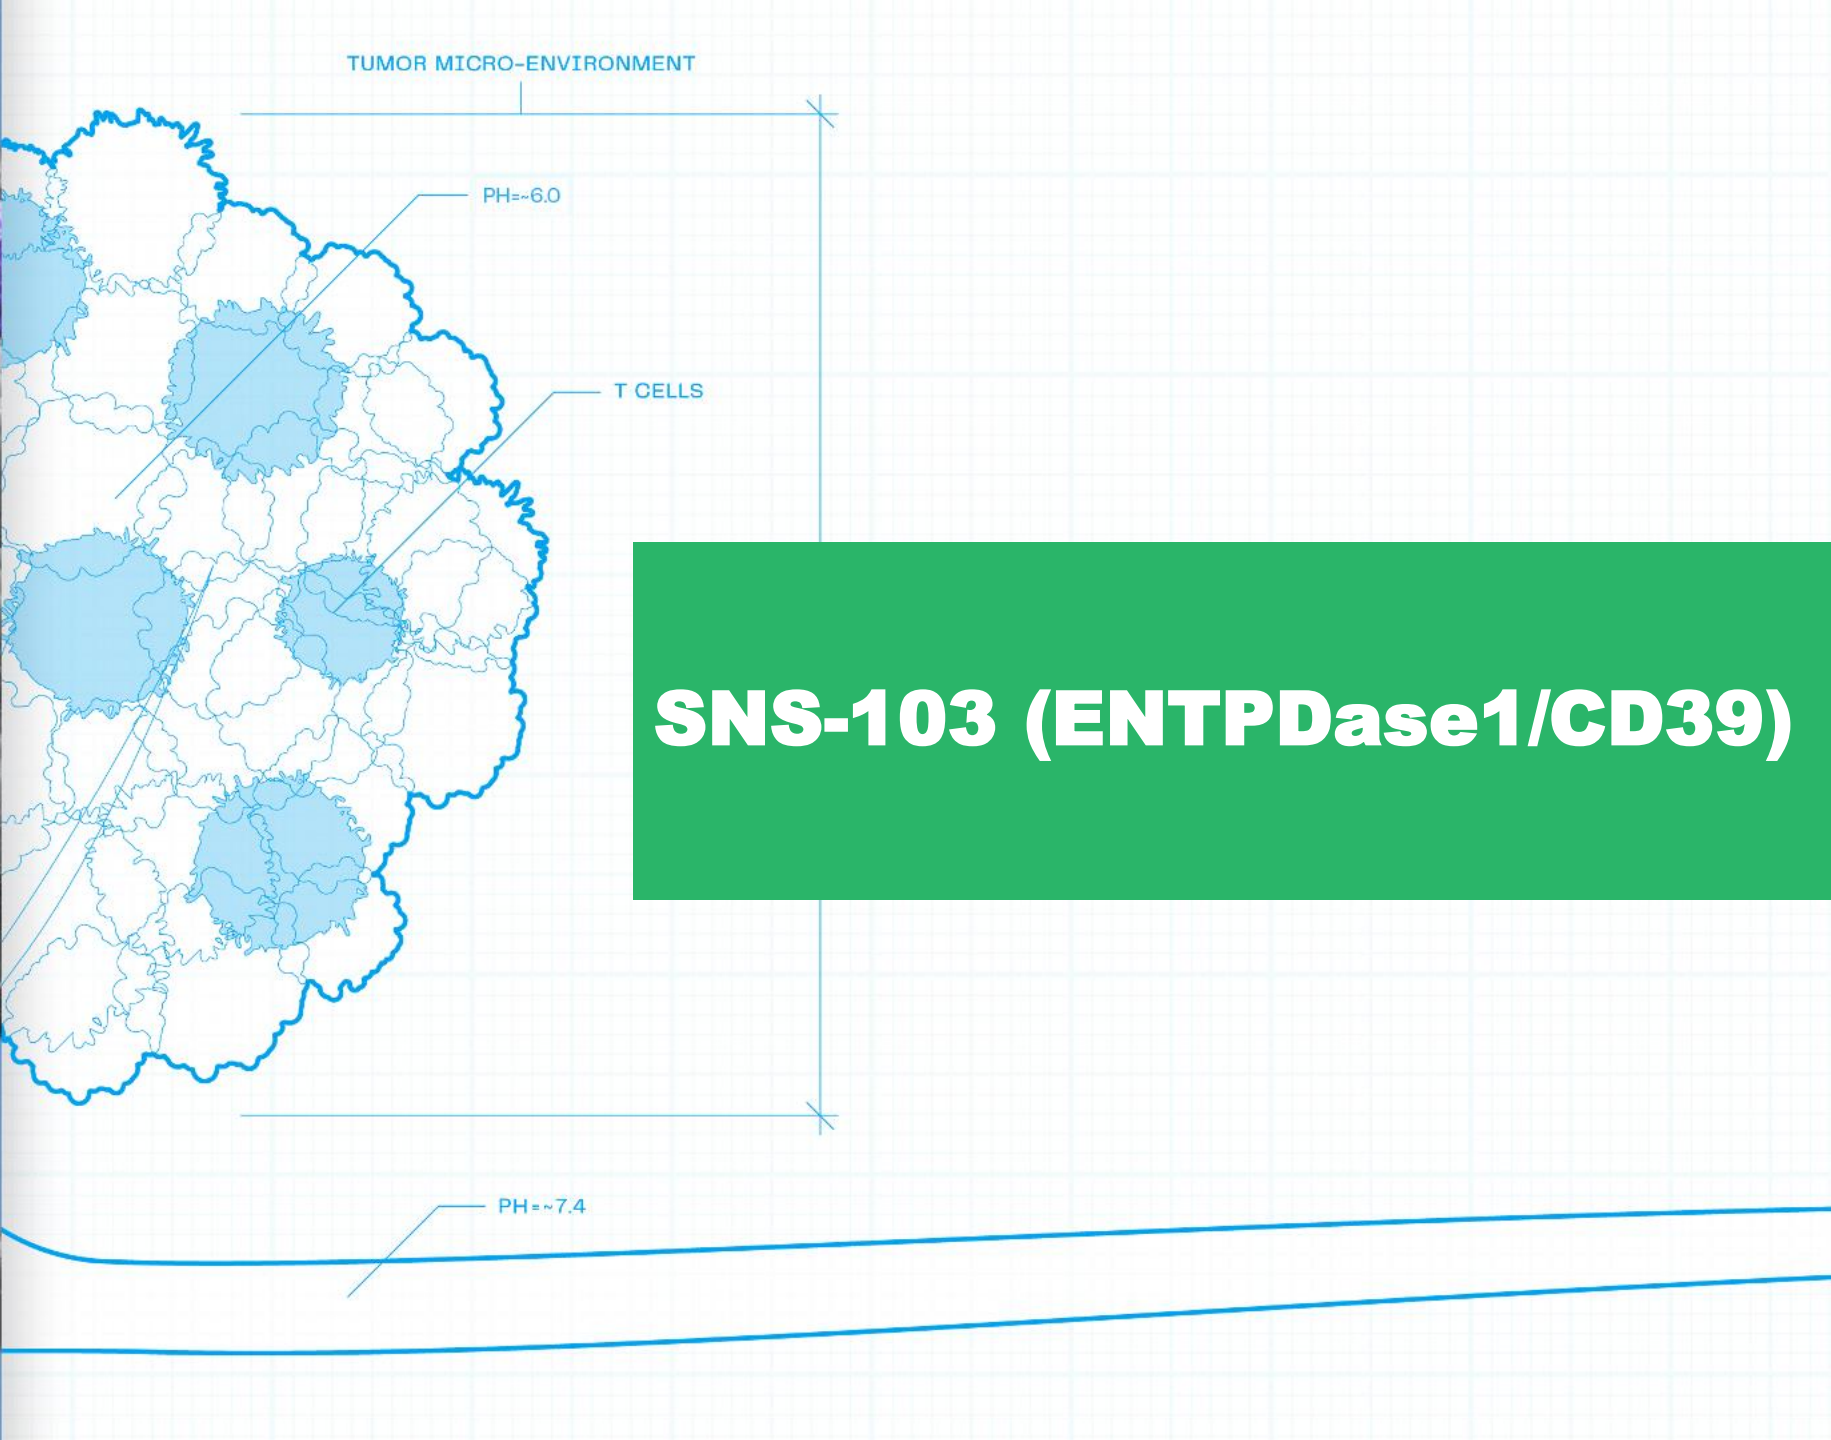 TUMOR MICRO-ENVIRONMENT
PH=~6.0
T CELLS
SNS-103 (ENTPDase1/CD39)
PH=~7.4